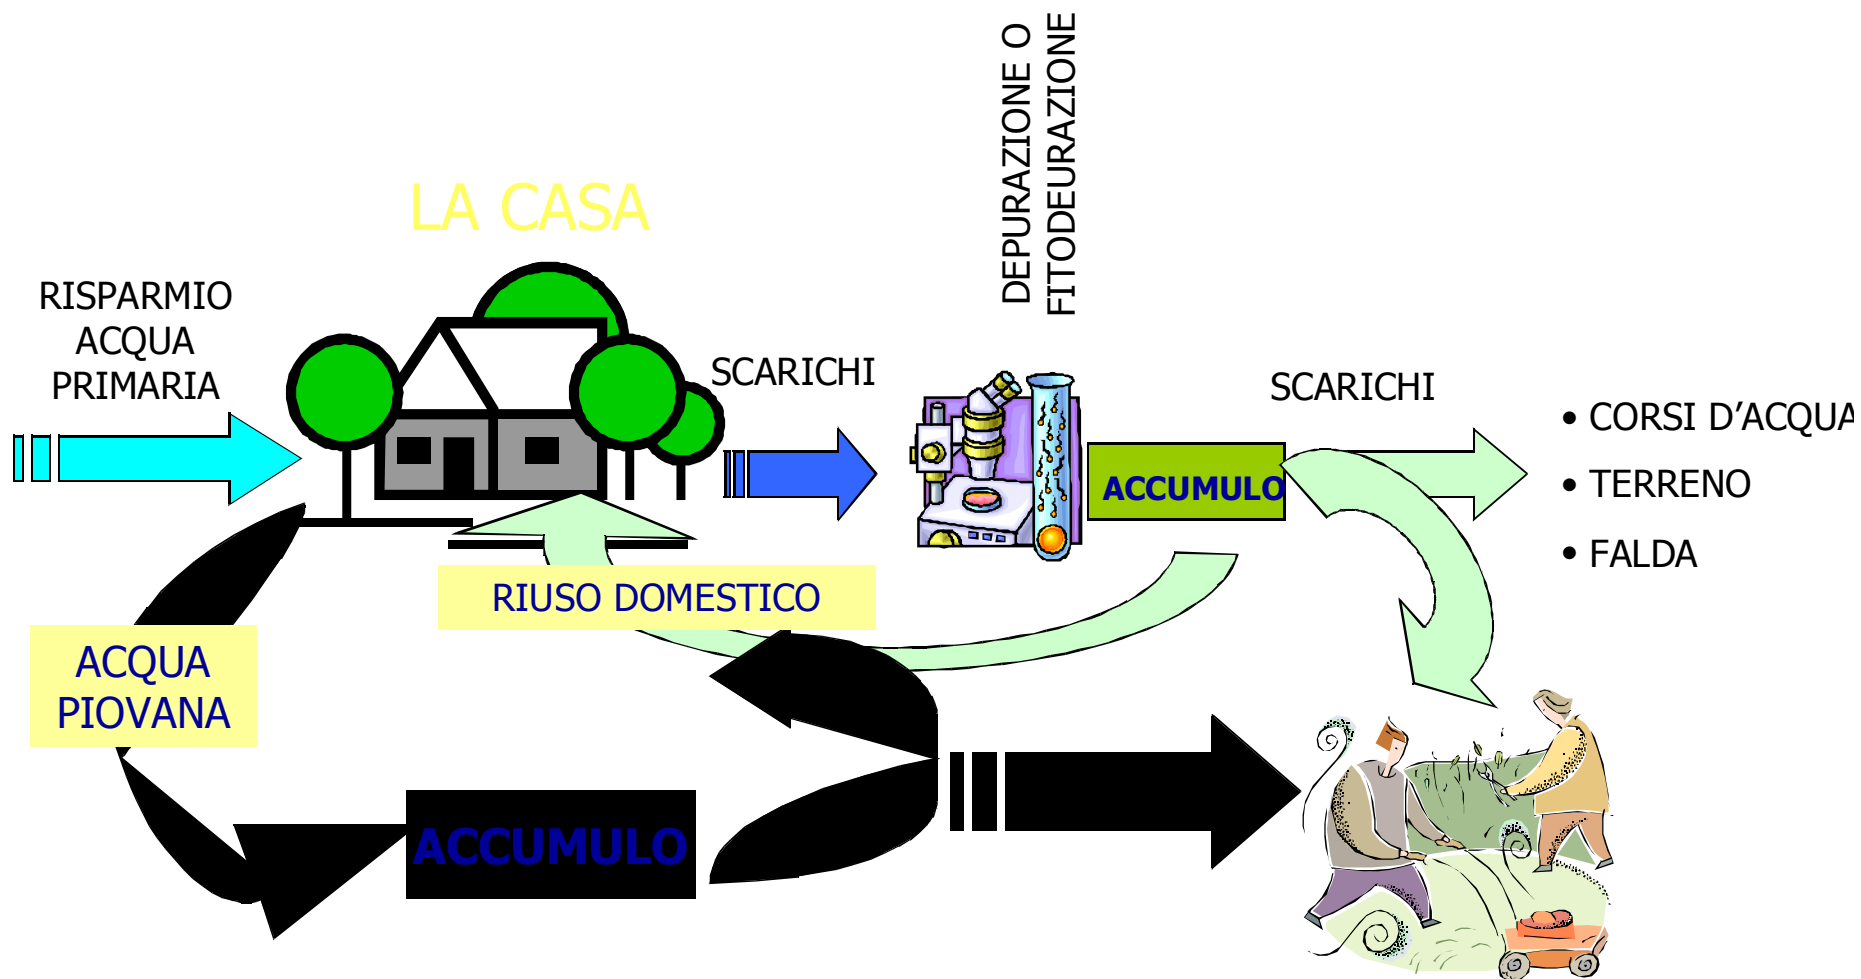 DEPURAZIONE O
FITODEURAZIONE
LA CASA
RISPARMIO
ACQUA
PRIMARIA
SCARICHI
SCARICHI
• CORSI D'ACQUA
• TERRENO
• FALDA
ACCUMULO
RIUSO DOMESTICO
ACQUA
PIOVANA
ACCUMULO